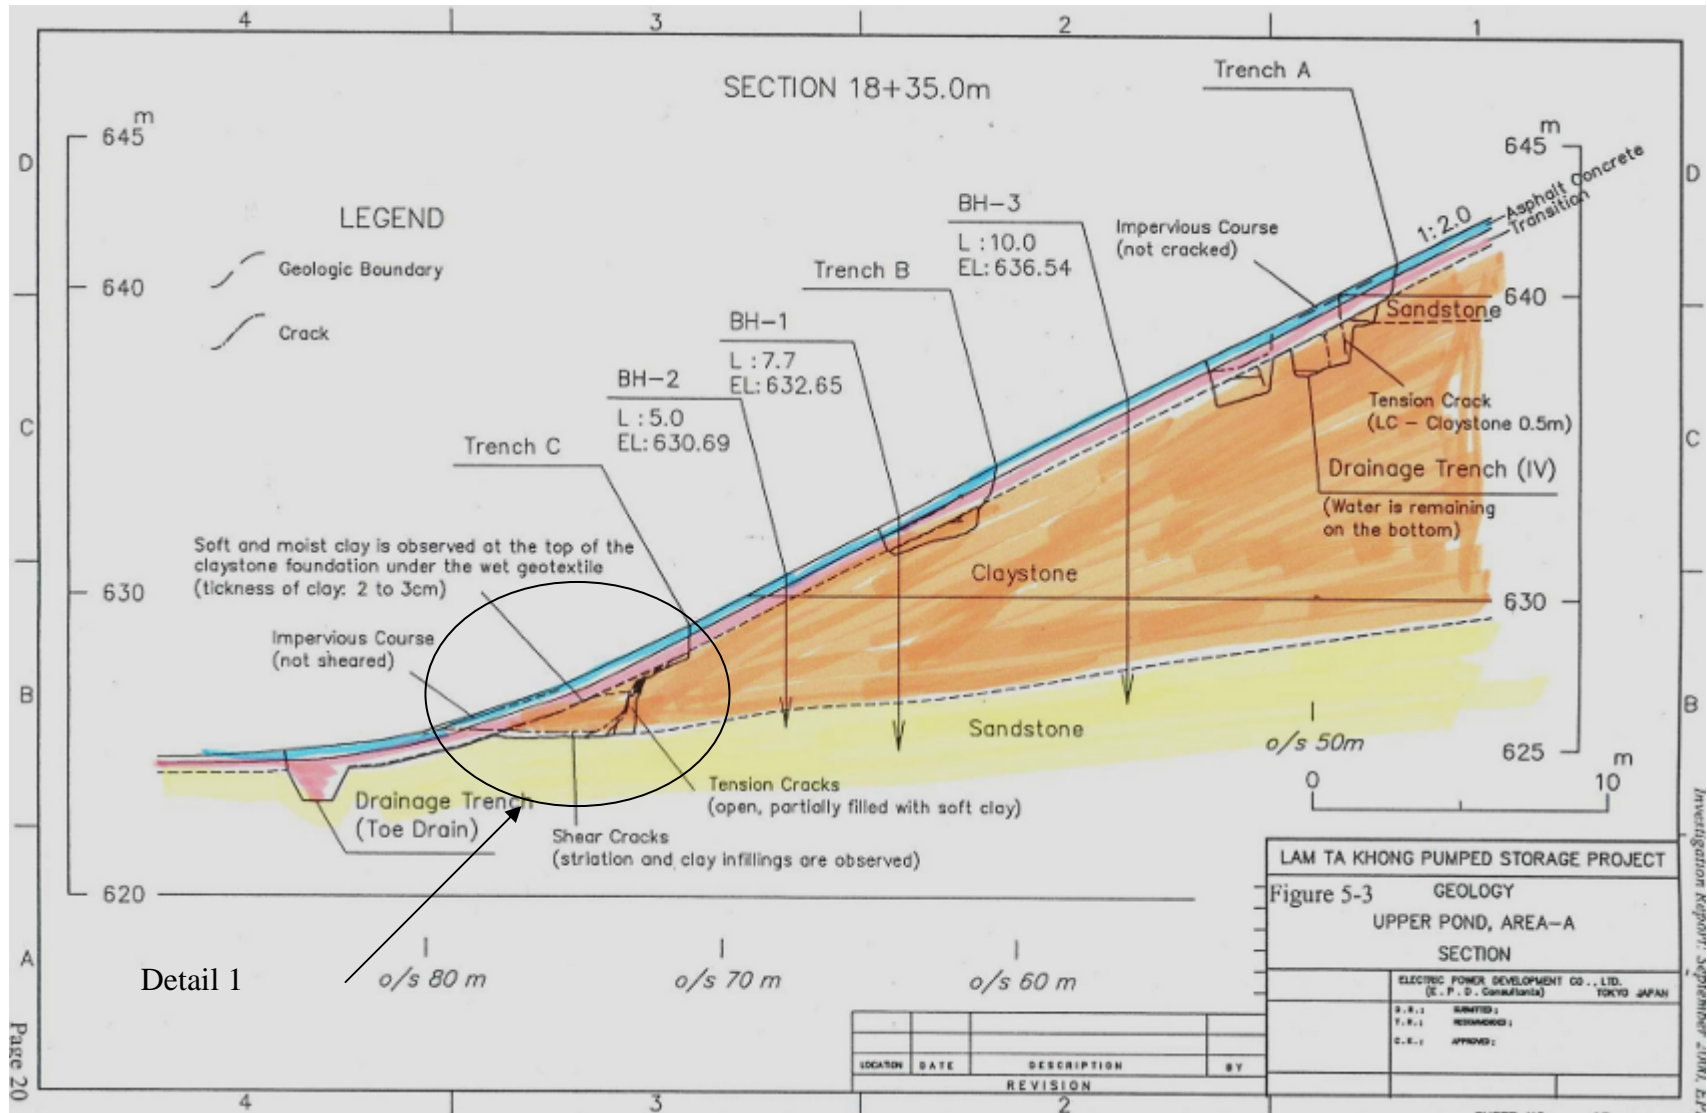 4
3
2
1
SECTION 18+35.0m
Trench A
m
645
m
645
D
D
LEGEND
Geologic Boundary
Crack
640
BH-3
L : 10.0
EL: 636.54
Impervious Course
(not cracked)
1: 2.0
Asphalt Concrete
Transition
Trench B
640
Sandstone
BH-1
L : 7.7
EL: 632.65
BH-2
L : 5.0
EL: 630.69
Tension Crack
(LC - Claystone 0.5m)
C
C
Trench C
Drainage Trench (IV)
(Water is remaining
on the bottom)
Soft and moist clay is observed at the top of the
claystone foundation under the wet geotextile
(tickness of clay: 2 to 3cm)
Claystone
630
630
Impervious Course
(not sheared)
B
B
Sandstone
o/s 50m
625
m
0
10
Tension Cracks
(open, partially filled with soft clay)
Drainage Trench
(Toe Drain)
Shear Cracks
(striation and clay infillings are observed)
620
A
Detail 1
o/s 80 m
o/s 70 m
o/s 60 m
LAM TA KHONG PUMPED STORAGE PROJECT
Figure 5-3
GEOLOGY
UPPER POND, AREA-A
SECTION
ELECTRIC POWER DEVELOPMENT CO., LTD.
(E. P. D. Consultants) TOKYO JAPAN
SUBMITTED:
RECOMMENDED:
APPROVED:
LOCATION DATE DESCRIPTION BY
REVISION
4
3
2
Page 20
Investigation Report: September 2000,